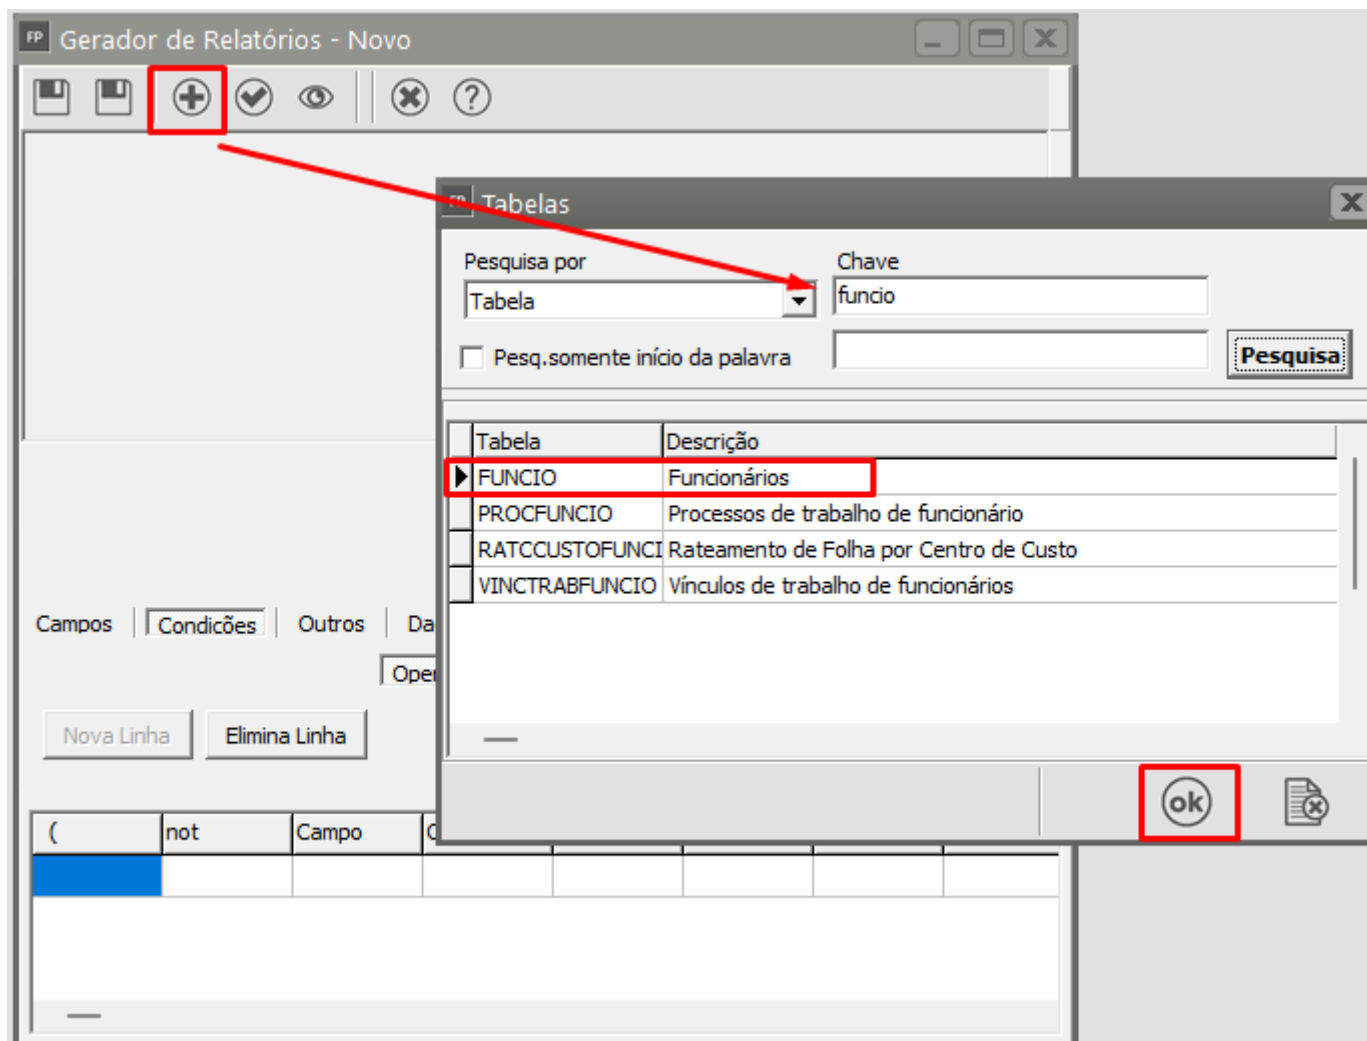 FP Gerador de Relatórios - Novo
Tabelas
Pesquisa por
Chave
Tabela
funcio
Pesq.somente início da palavra
Pesquisa
Tabela Descrição
FUNCIO Funcionários
PROCFUNCIO Processos de trabalho de funcionário
RATCCUSTOFUNCI Rateamento de Folha por Centro de Custo
VINCTRABFUNCIO Vínculos de trabalho de funcionários
ok
Campos Condicões Outros Da
Oper
Nova Linha Elimina Linha
( not Campo